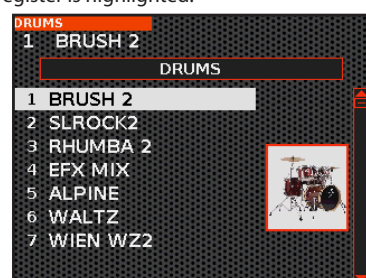 egister is highlighted.
DRUMS
1 BRUSH 2
DRUMS
1 BRUSH 2
2 SLROCK2
3 RHUMBA 2
4 EFX MIX
5 ALPINE
6 WALTZ
7 WIEN WZ2